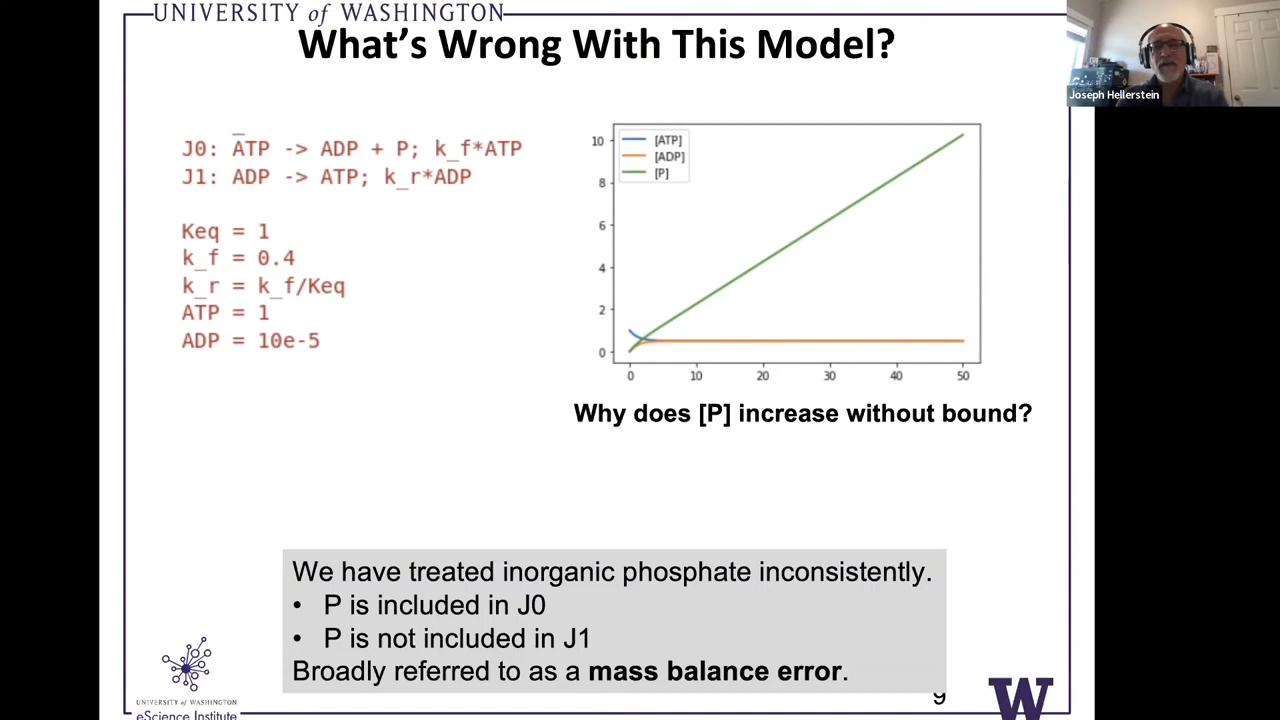 UNIVERSITY of WASHINGTON
What's Wrong With This Model?
Joseph Hellerstein
J0: ATP -> ADP + P; k_f*ATP
J1: ADP -> ATP; k_r*ADP
Keq = 1
k_f = 0.4
k_r = k_f/Keq
ATP = 1
ADP = 10e-5
[ATP]
[ADP]
[P]
10
8
6
4
2
0
0 10 20 30 40 50
Why does [P] increase without bound?
We have treated inorganic phosphate inconsistently.
• P is included in J0
• P is not included in J1
Broadly referred to as a mass balance error.
9
UNIVERSITY of WASHINGTON
eScience Institute
W